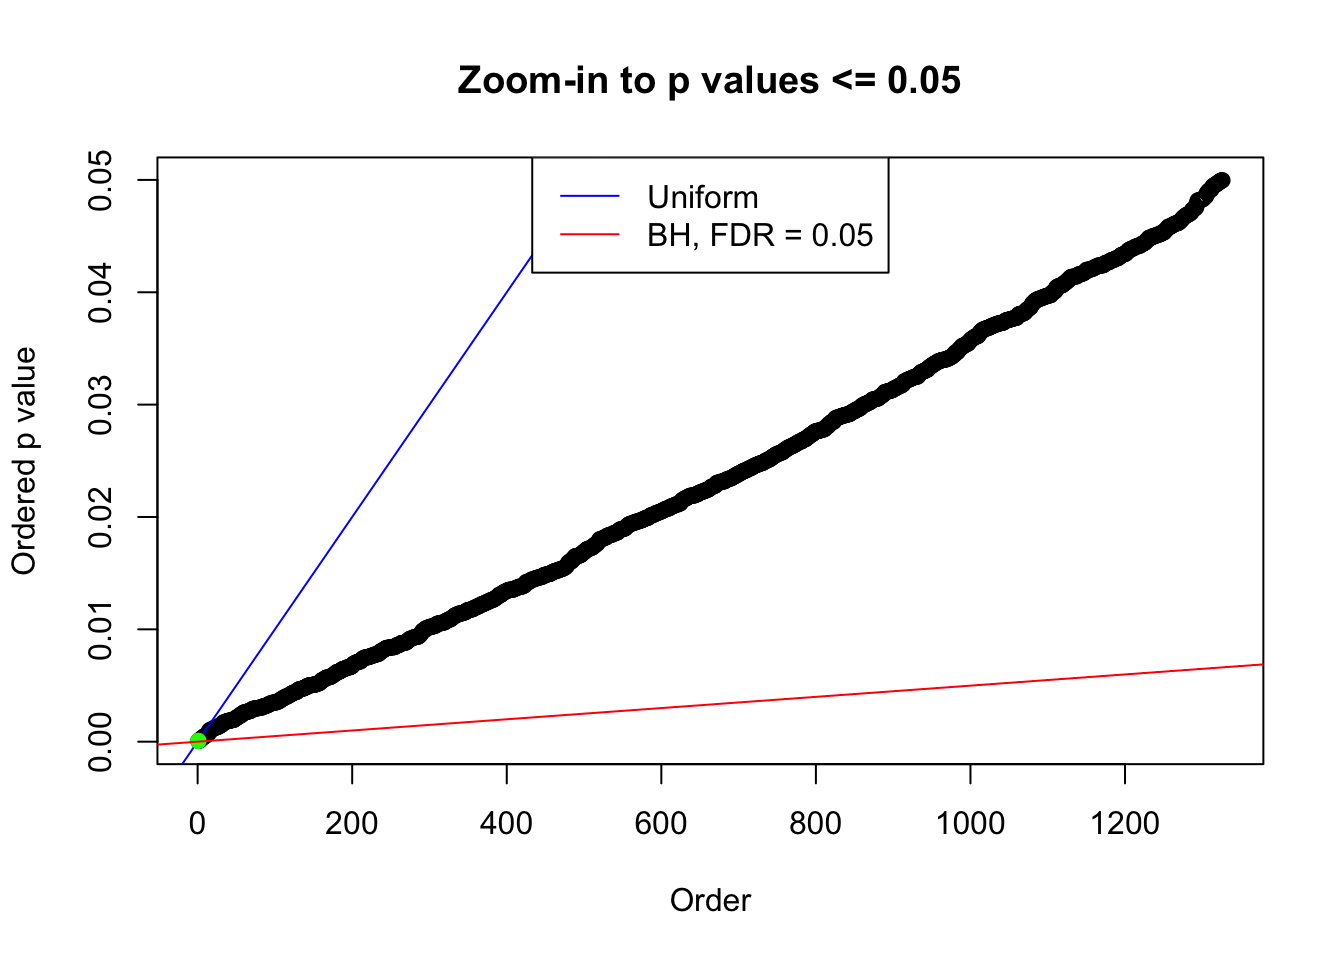 Zoom-in to p values <= 0.05
Uniform
BH, FDR = 0.05
Ordered p value
0.05
0.04
0.03
0.02
0.01
0.00
0 200 400 600 800 1000 1200
Order